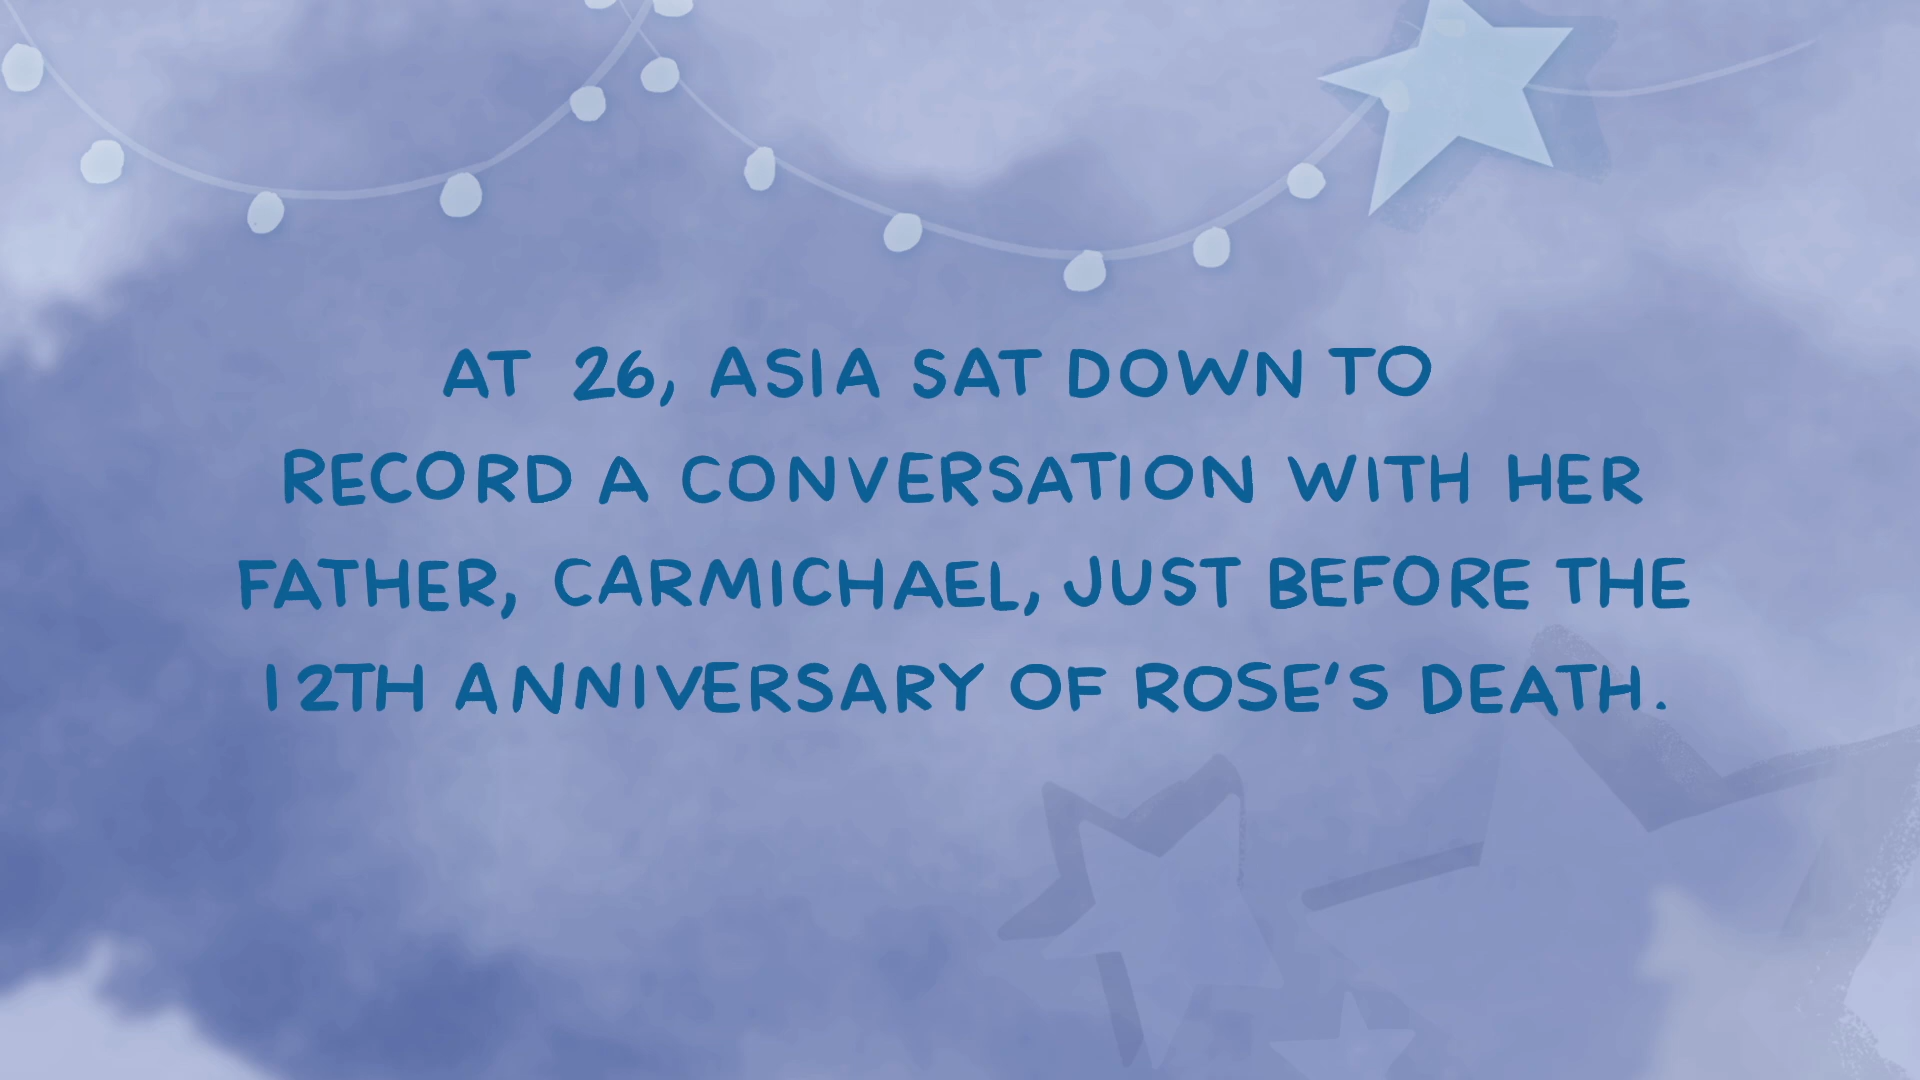 AT 26, ASIA SAT DOWN TO
RECORD A CONVERSATION WITH HER
FATHER, CARMICHAEL, JUST BEFORE THE
12TH ANNIVERSARY OF ROSE'S DEATH.